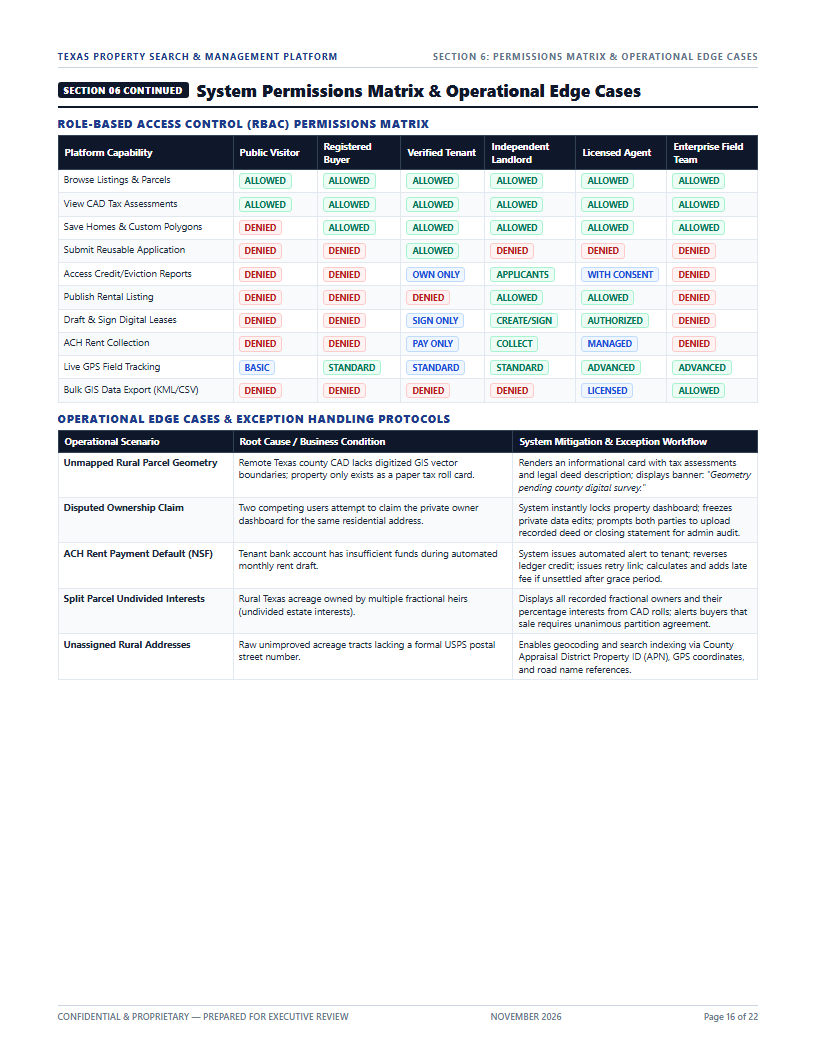 TEXAS PROPERTY SEARCH & MANAGEMENT PLATFORM
SECTION 6: PERMISSIONS MATRIX & OPERATIONAL EDGE CASES
SECTION 06 CONTINUED System Permissions Matrix & Operational Edge Cases
ROLE-BASED ACCESS CONTROL (RBAC) PERMISSIONS MATRIX
Platform Capability Public Visitor Registered Buyer Verified Tenant Independent Landlord Licensed Agent Enterprise Field Team
Browse Listings & Parcels ALLOWED ALLOWED ALLOWED ALLOWED ALLOWED ALLOWED
View CAD Tax Assessments ALLOWED ALLOWED ALLOWED ALLOWED ALLOWED ALLOWED
Save Homes & Custom Polygons DENIED ALLOWED ALLOWED ALLOWED ALLOWED ALLOWED
Submit Reusable Application DENIED DENIED ALLOWED DENIED DENIED DENIED
Access Credit/Eviction Reports DENIED DENIED OWN ONLY APPLICANTS WITH CONSENT DENIED
Publish Rental Listing DENIED DENIED DENIED ALLOWED ALLOWED DENIED
Draft & Sign Digital Leases DENIED DENIED SIGN ONLY CREATE/SIGN AUTHORIZED DENIED
ACH Rent Collection DENIED DENIED PAY ONLY COLLECT MANAGED DENIED
Live GPS Field Tracking BASIC STANDARD STANDARD STANDARD ADVANCED ADVANCED
Bulk GIS Data Export (KML/CSV) DENIED DENIED DENIED DENIED LICENSED ALLOWED
OPERATIONAL EDGE CASES & EXCEPTION HANDLING PROTOCOLS
Operational Scenario Root Cause / Business Condition System Mitigation & Exception Workflow
Unmapped Rural Parcel Geometry
Remote Texas county CAD lacks digitized GIS vector
boundaries; property only exists as a paper tax roll card.
Renders an informational card with tax assessments
and legal deed description; displays banner: "Geometry
pending county digital survey."
Disputed Ownership Claim
Two competing users attempt to claim the private owner
dashboard for the same residential address.
System instantly locks property dashboard; freezes
private data edits; prompts both parties to upload
recorded deed or closing statement for admin audit.
ACH Rent Payment Default (NSF)
Tenant bank account has insufficient funds during automated
monthly rent draft.
System issues automated alert to tenant; reverses
ledger credit; issues retry link; calculates and adds late
fee if unsettled after grace period.
Split Parcel Undivided Interests
Rural Texas acreage owned by multiple fractional heirs
(undivided estate interests).
Displays all recorded fractional owners and their
percentage interests from CAD rolls; alerts buyers that
sale requires unanimous partition agreement.
Unassigned Rural Addresses
Raw unimproved acreage tracts lacking a formal USPS postal
street number.
Enables geocoding and search indexing via County
Appraisal District Property ID (APN), GPS coordinates,
and road name references.
CONFIDENTIAL & PROPRIETARY — PREPARED FOR EXECUTIVE REVIEW
NOVEMBER 2026
Page 16 of 22